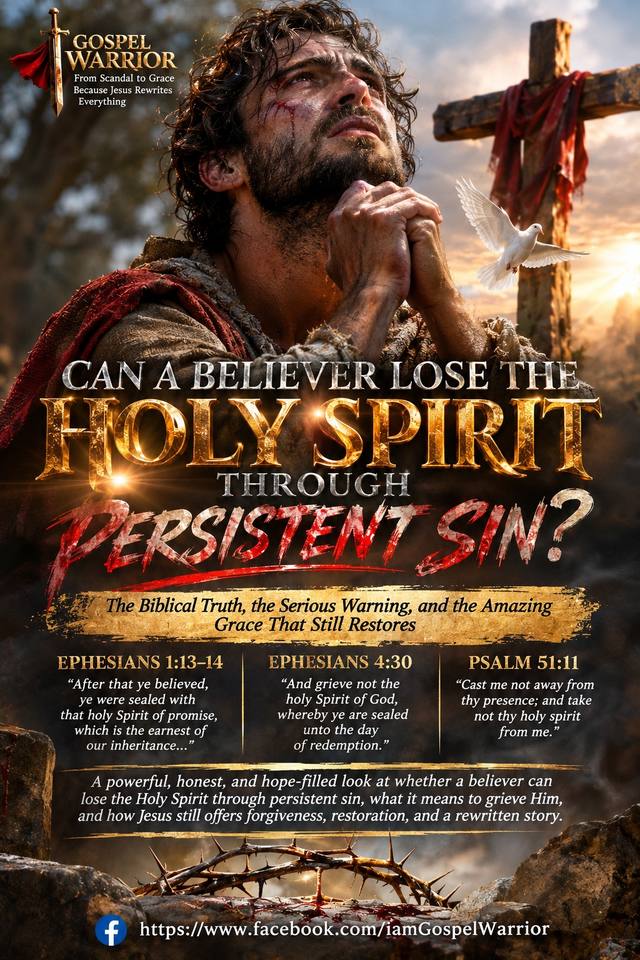 GOSPEL
WARRIOR
From Scandal to Grace
Because Jesus Rewrites
Everything
CAN A BELIEVER LOSE THE
HOLY SPIRIT
THROUGH
PERSISTENT SIN?
The Biblical Truth, the Serious Warning, and the Amazing
Grace That Still Restores
EPHESIANS 1:13–14
“After that ye believed,
ye were sealed with
that holy Spirit of promise,
which is the earnest of
our inheritance...”
EPHESIANS 4:30
“And grieve not the
holy Spirit of God,
whereby ye are sealed
unto the day
of redemption.”
PSALM 51:11
“Cast me not away from
thy presence; and take
not thy holy spirit
from me.”
A powerful, honest, and hope-filled look at whether a believer can
lose the Holy Spirit through persistent sin, what it means to grieve Him,
and how Jesus still offers forgiveness, restoration, and a rewritten story.
https://www.facebook.com/iamGospelWarrior